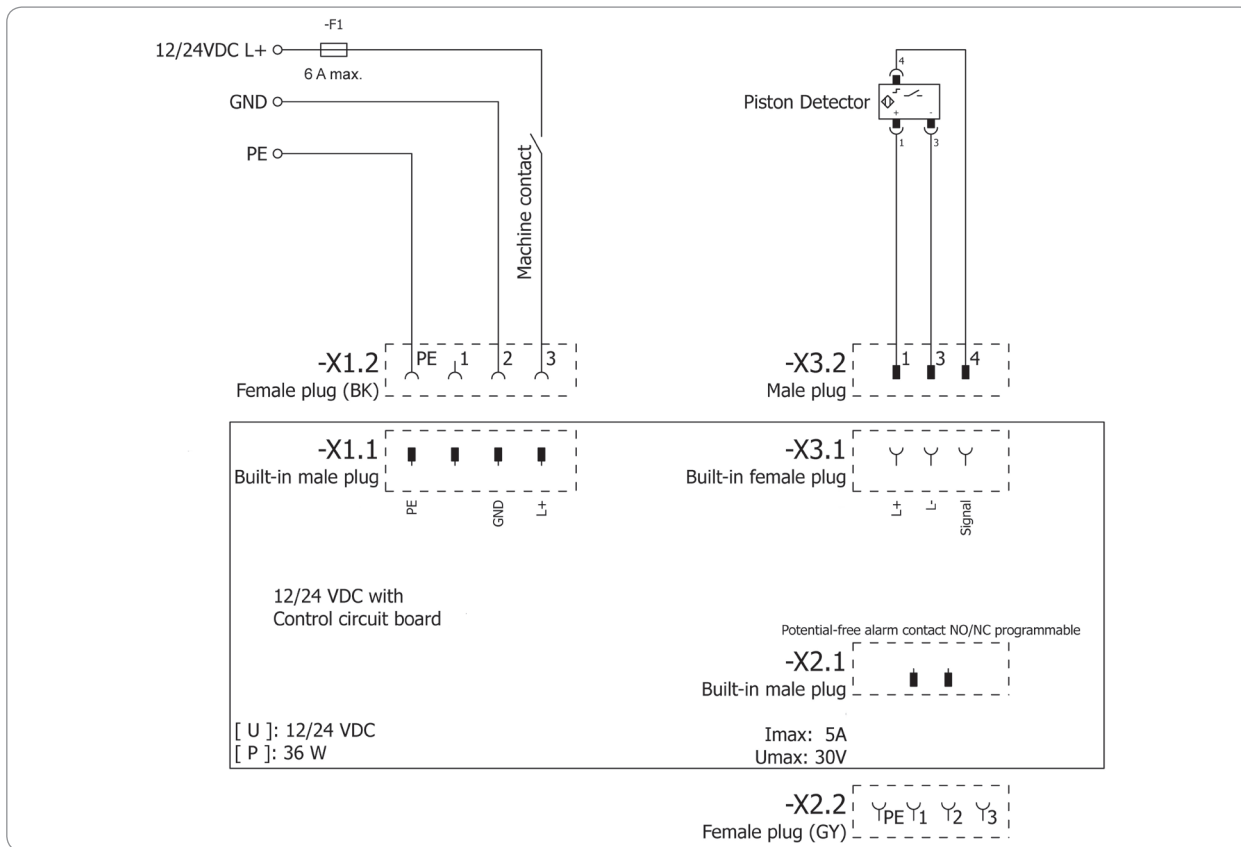 -F1
12/24VDC L+
6 A max.
GND
PE
Machine contact
-X1.2
Female plug (BK)
PE 1 2 3
4
Piston Detector
+ -
1 3
-X3.2
Male plug
1 3 4
-X1.1
Built-in male plug
PE GND L+
-X3.1
Built-in female plug
L+ L- Signal
12/24 VDC with
Control circuit board
Potential-free alarm contact NO/NC programmable
-X2.1
Built-in male plug
[ U ]: 12/24 VDC
[ P ]: 36 W
Imax: 5A
Umax: 30V
-X2.2
Female plug (GY)
PE 1 2 3